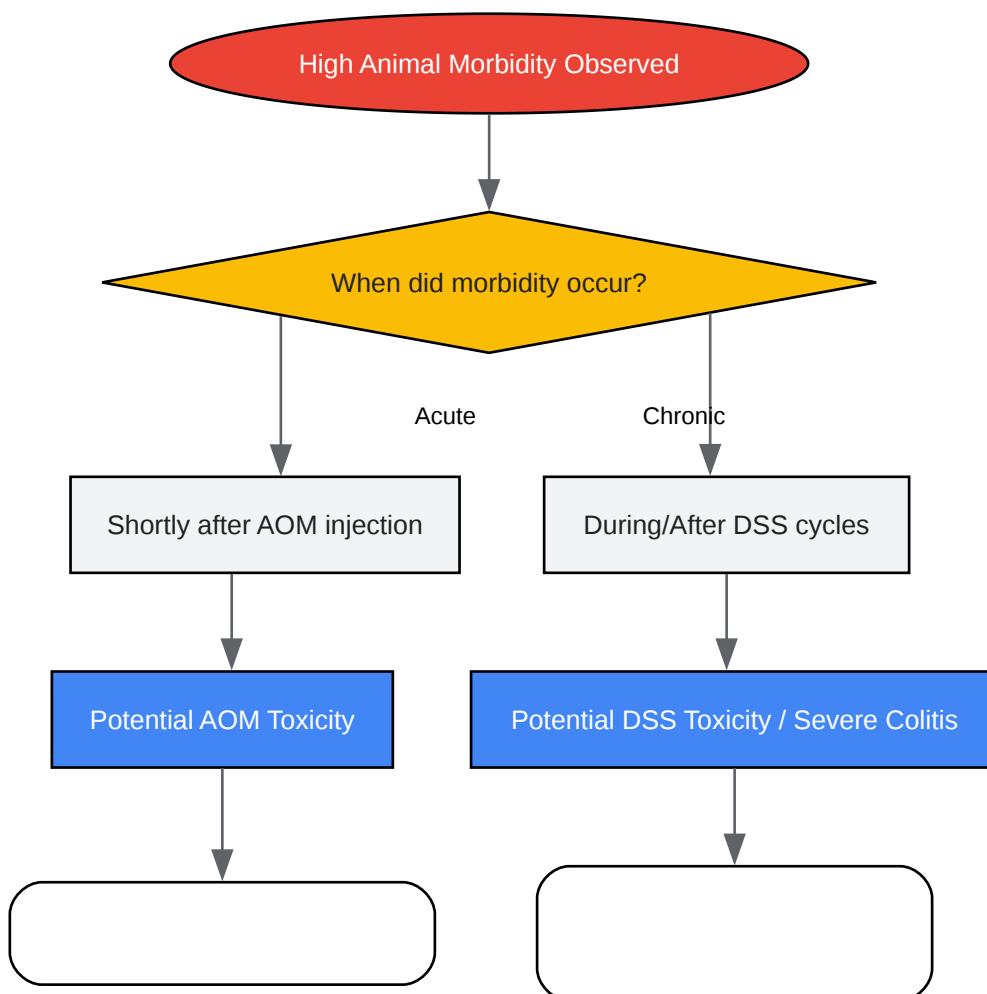 High Animal Morbidity Observed
When did morbidity occur?
Acute
Chronic
Shortly after AOM injection
During/After DSS cycles
Potential AOM Toxicity
Potential DSS Toxicity / Severe Colitis